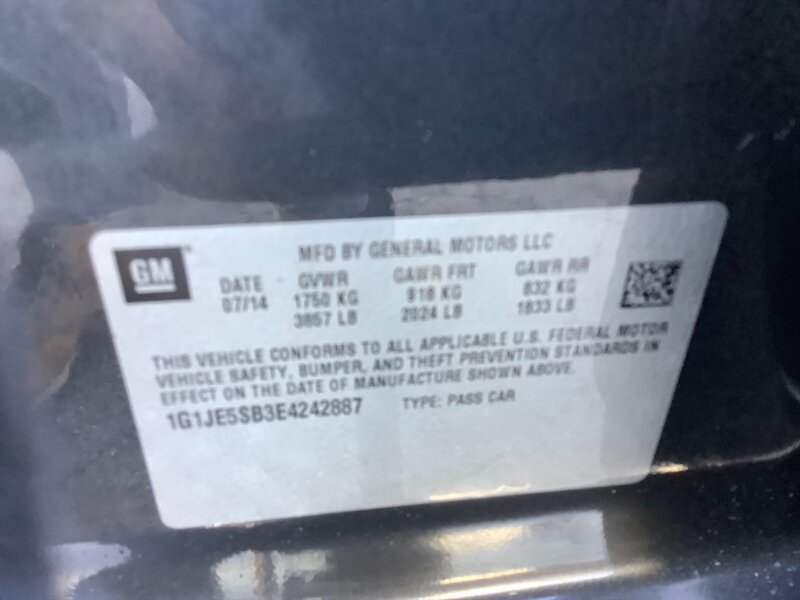 GM
MFD BY GENERAL MOTORS LLC
DATE GVWR GAWR FRT GAWR RR
07/14 1750 KG 918 KG 832 KG
3857 LB 2024 LB 1833 LB
THIS VEHICLE CONFORMS TO ALL APPLICABLE U.S. FEDERAL MOTOR
VEHICLE SAFETY, BUMPER, AND THEFT PREVENTION STANDARDS IN
EFFECT ON THE DATE OF MANUFACTURE SHOWN ABOVE.
1G1JE5SB3E4242887 TYPE: PASS CAR